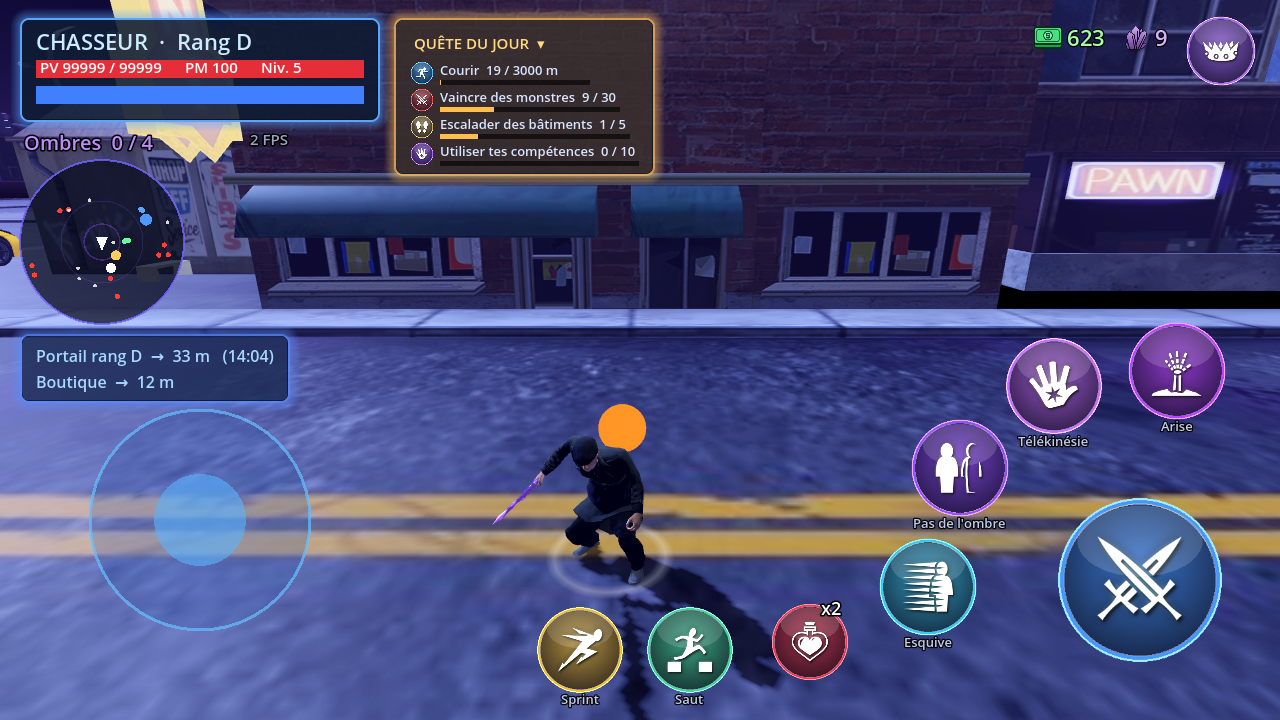 CHASSEUR · Rang D
PV 99999 / 99999 PM 100 Niv. 5
Ombres 0 / 4
2 FPS
QUÊTE DU JOUR ▼
Courir 19 / 3000 m
Vaincre des monstres 9 / 30
Escalader des bâtiments 1 / 5
Utiliser tes compétences 0 / 10
623
9
PAWN
DROP
Portail rang D → 33 m (14:04)
Boutique → 12 m
Télékinésie
Arise
Pas de l'ombre
Esquive
x2
Sprint
Saut